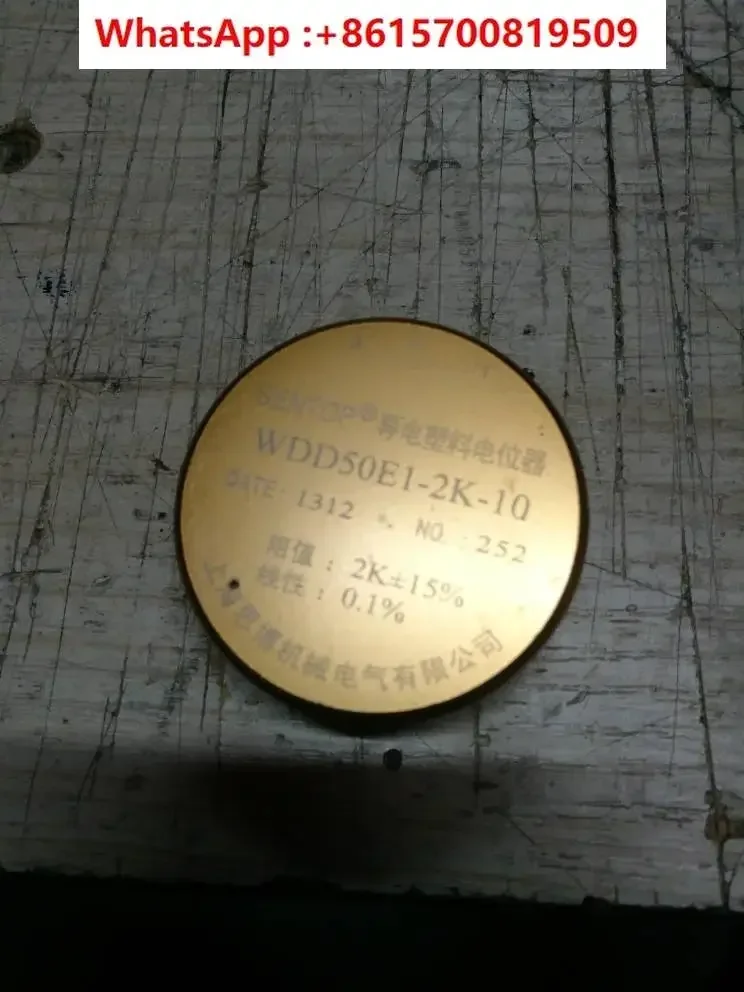 WhatsApp :+8615700819509
SENTOP® 导电塑料电位器
WDD50E1-2K-10
DATE: 1312 NO. : 252
阻值 : 2K±15%
线性 : 0.1%
机械电气有限公司